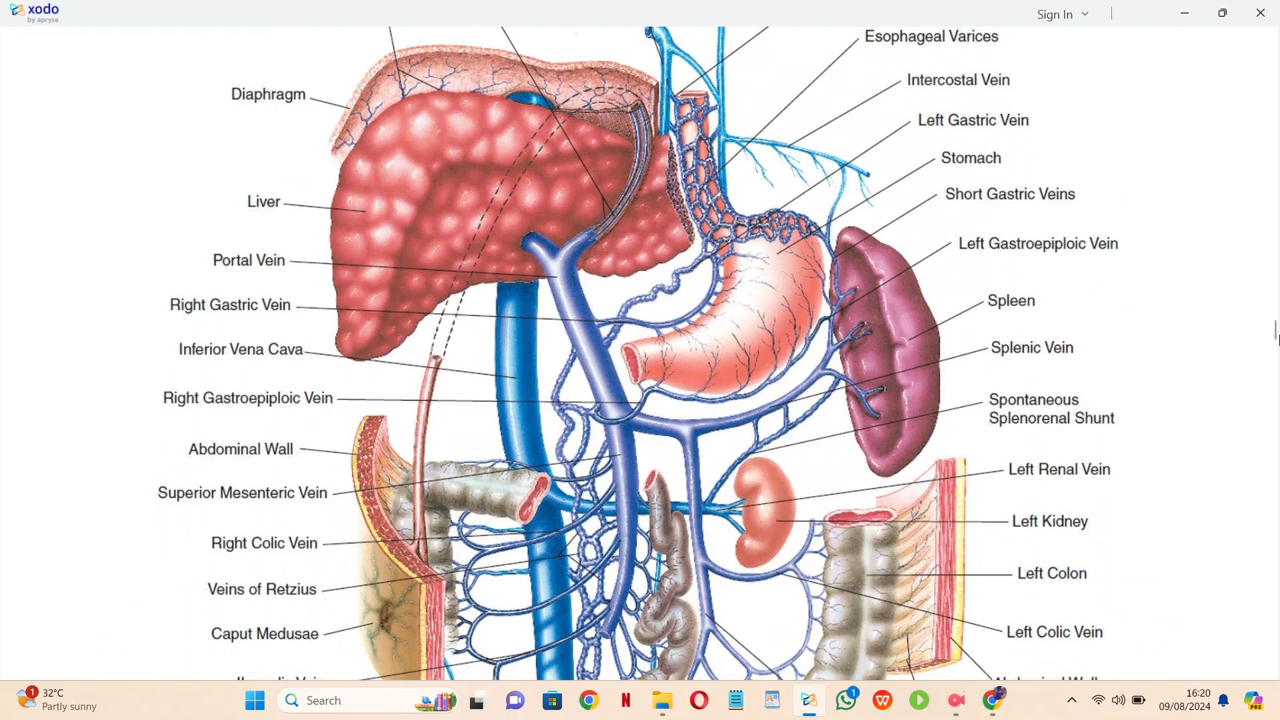 xodo
by apryse
Sign In
Esophageal Varices
Intercostal Vein
Diaphragm
Left Gastric Vein
Stomach
Short Gastric Veins
Liver
Left Gastroepiploic Vein
Portal Vein
Spleen
Right Gastric Vein
Splenic Vein
Inferior Vena Cava
Right Gastroepiploic Vein
Spontaneous
Splenorenal Shunt
Abdominal Wall
Left Renal Vein
Superior Mesenteric Vein
Left Kidney
Right Colic Vein
Left Colon
Veins of Retzius
Caput Medusae
Left Colic Vein
1
32°C
Partly sunny
Search
N
W
1
16:20
09/08/2024
PRE